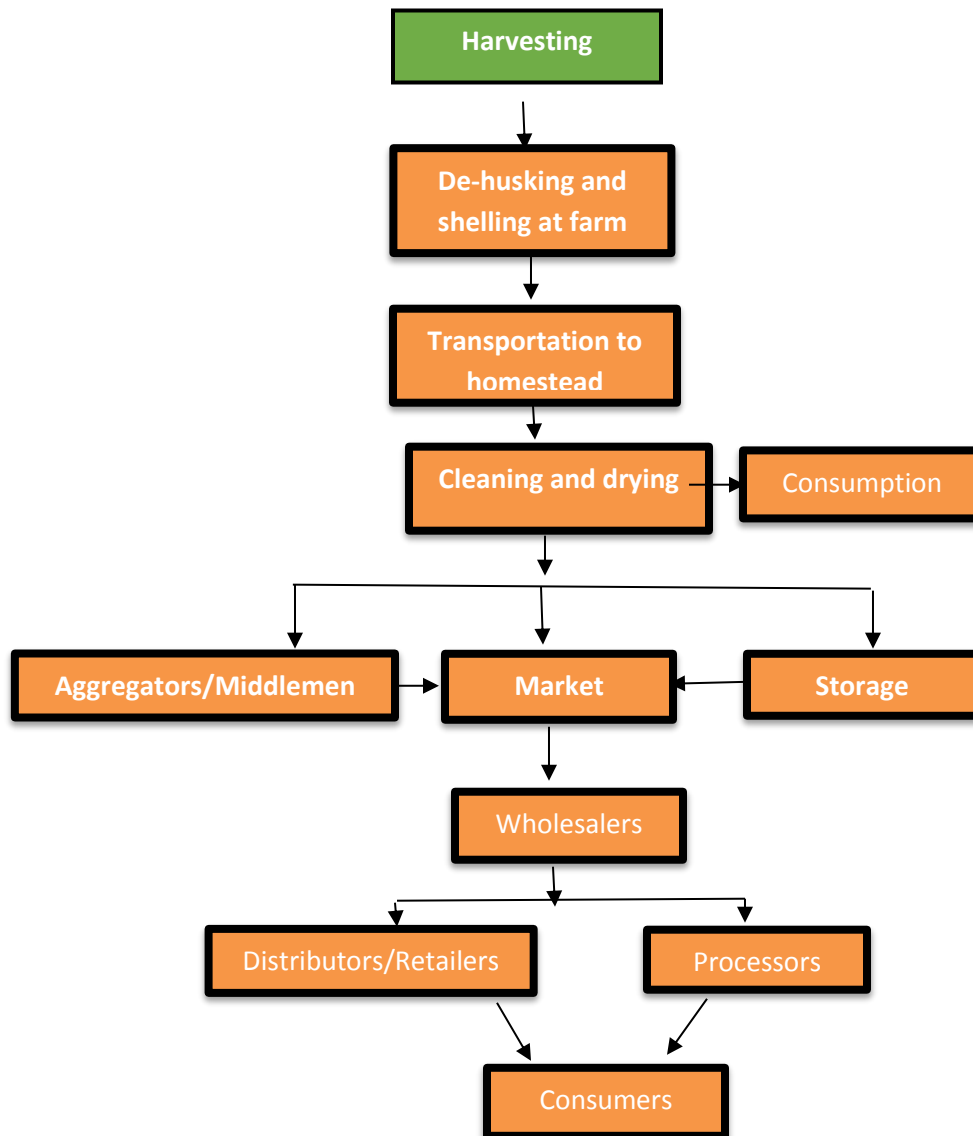 Harvesting
De-husking and
shelling at farm
Transportation to
homestead
Cleaning and drying
Consumption
Aggregators/Middlemen
Market
Storage
Wholesalers
Distributors/Retailers
Processors
Consumers